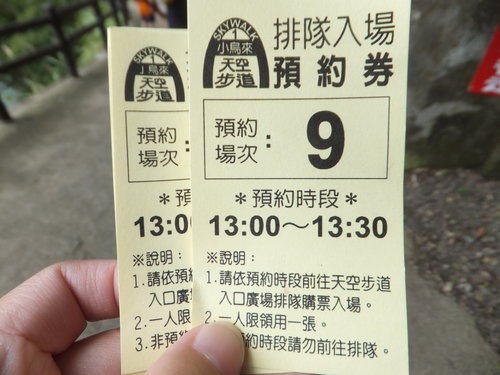 SKYWALK
1
小烏來
天空
步道
排隊入場
預約券
預約
場次:
9
*預約時段*
13:00～13:30
※說明:
1.請依預約時段前往天空步道
入口廣場排隊購票入場。
2.一人限領用一張。
約時段請勿前往排隊。
SKYWALK
1
小烏來
天空
步道
預約
場次
*預
13:00
※說明:
1.請依預約
入口廣場
2.一人限
3.非預約